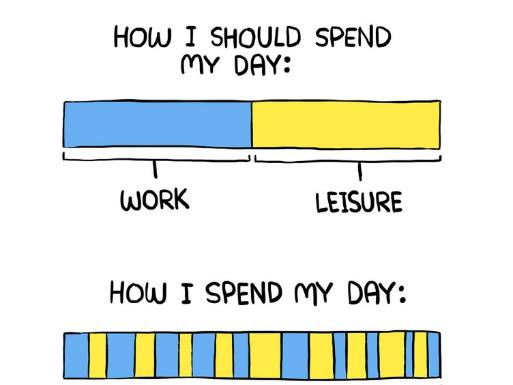 HOW I SHOULD SPEND
MY DAY:
WORK
LEISURE
HOW I SPEND MY DAY: